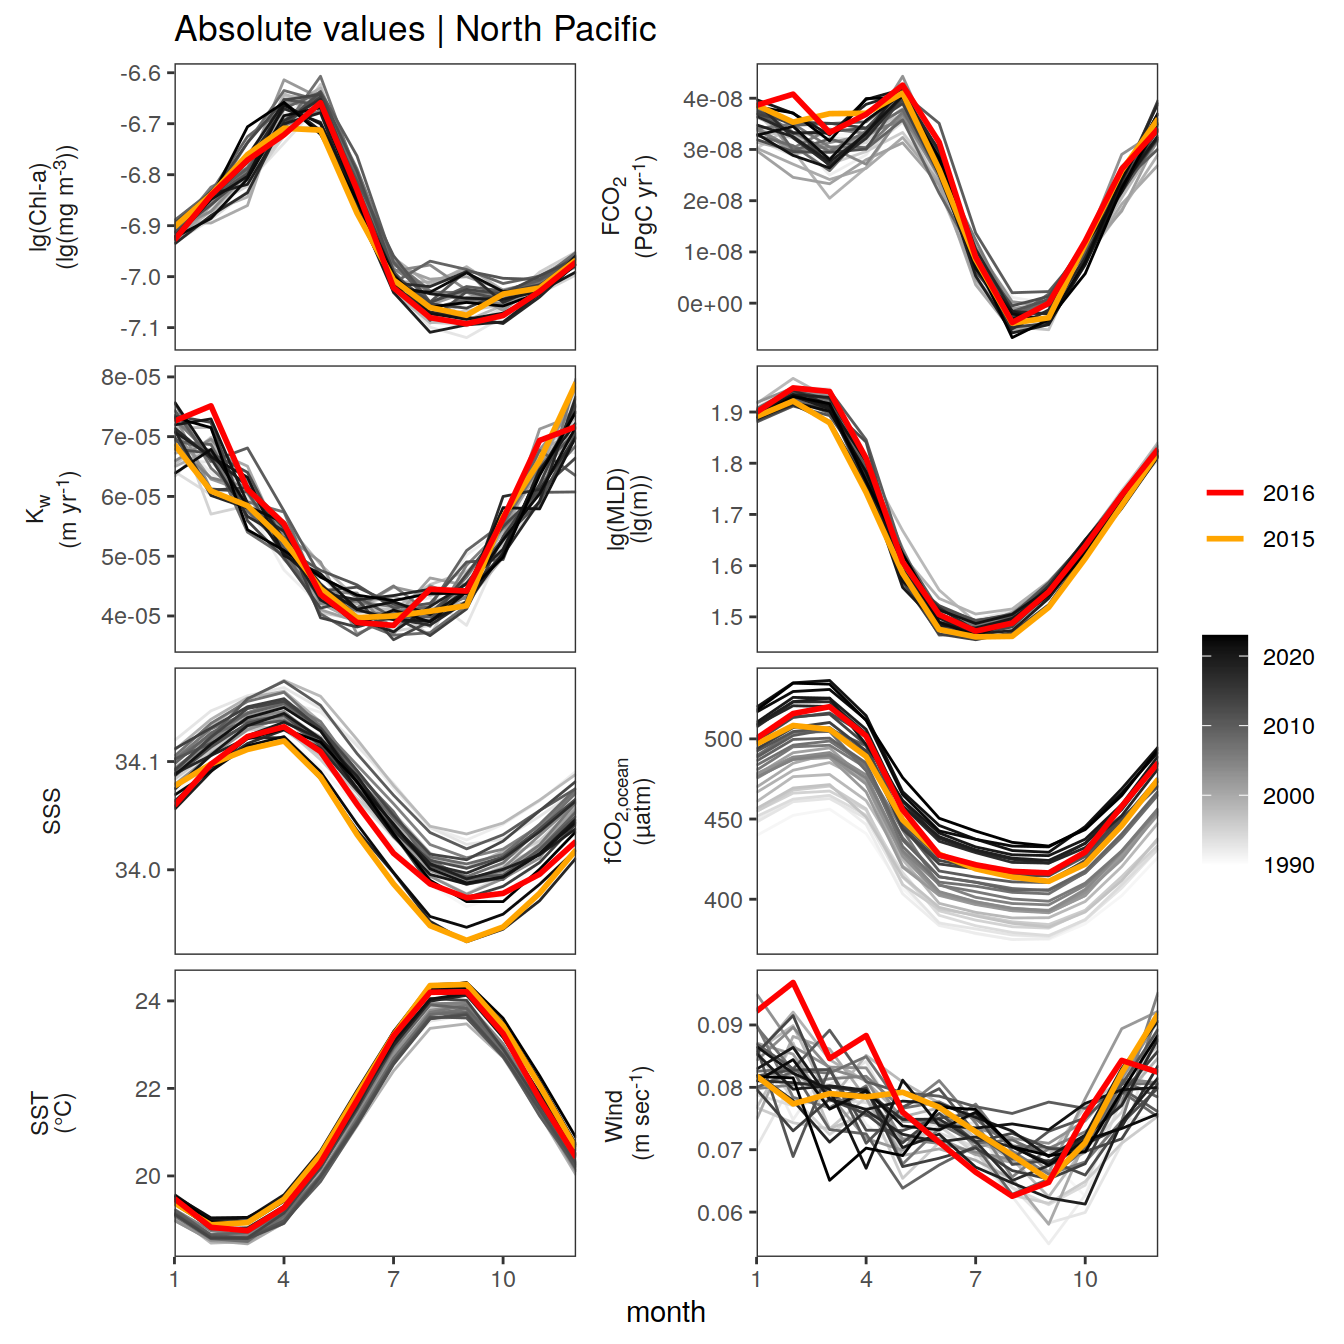 Absolute values | North Pacific
lg(Chl-a)
(lg(mg m⁻³))
-6.6
-6.7
-6.8
-6.9
-7.0
-7.1
FCO₂
(PgC yr⁻¹)
4e-08
3e-08
2e-08
1e-08
0e+00
K_w
(m yr⁻¹)
8e-05
7e-05
6e-05
5e-05
4e-05
lg(MLD)
(lg(m))
1.9
1.8
1.7
1.6
1.5
SSS
34.1
34.0
fCO₂,ocean
(µatm)
500
450
400
SST
(°C)
24
22
20
1
4
7
10
Wind
(m sec⁻¹)
0.09
0.08
0.07
0.06
1
4
7
10
month
2016
2015
2020
2010
2000
1990